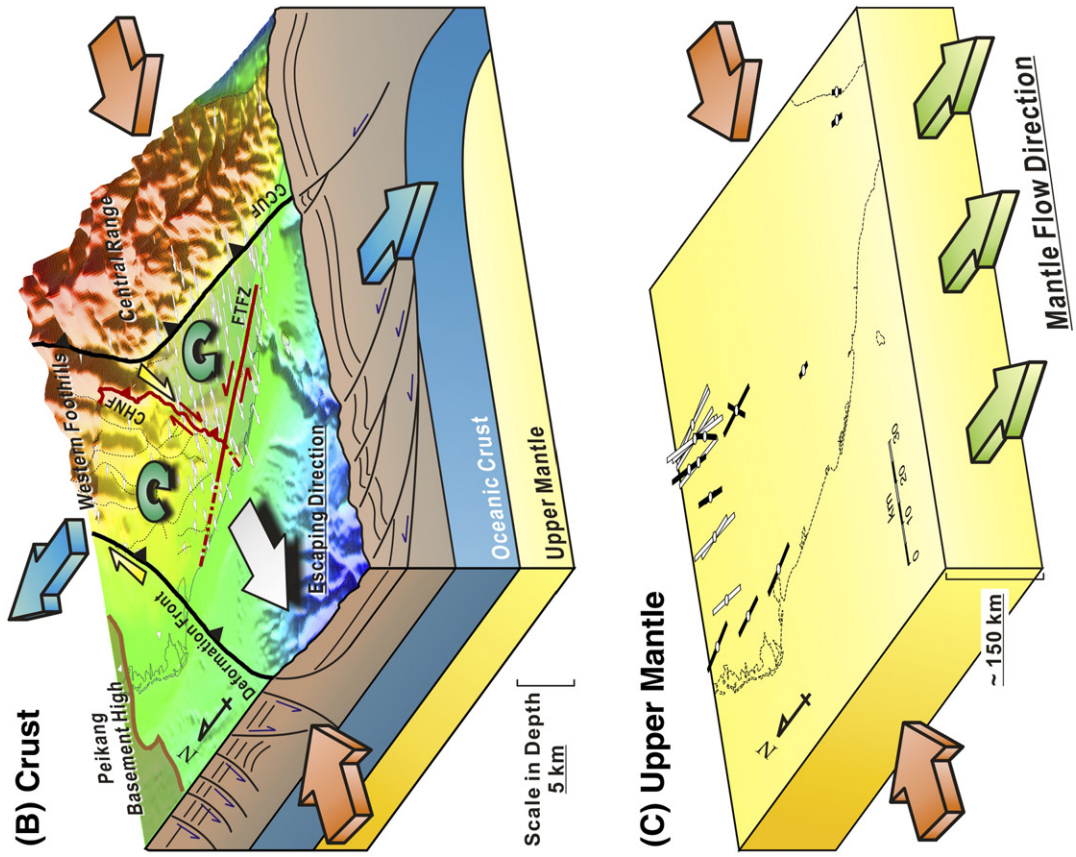 (B) Crust
Peikang
Basement High
Western Foothills
Central Range
Deformation Front
CHNF
CCUF
FTFZ
N
Escaping Direction
Scale in Depth
5 km
Oceanic Crust
Upper Mantle
(C) Upper Mantle
N
0 10 20 30
km
~ 150 km
Mantle Flow Direction